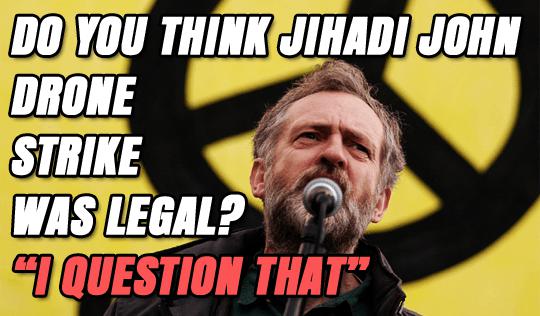 DO YOU THINK JIHADI JOHN
DRONE
STRIKE
WAS LEGAL?
“I QUESTION THAT”